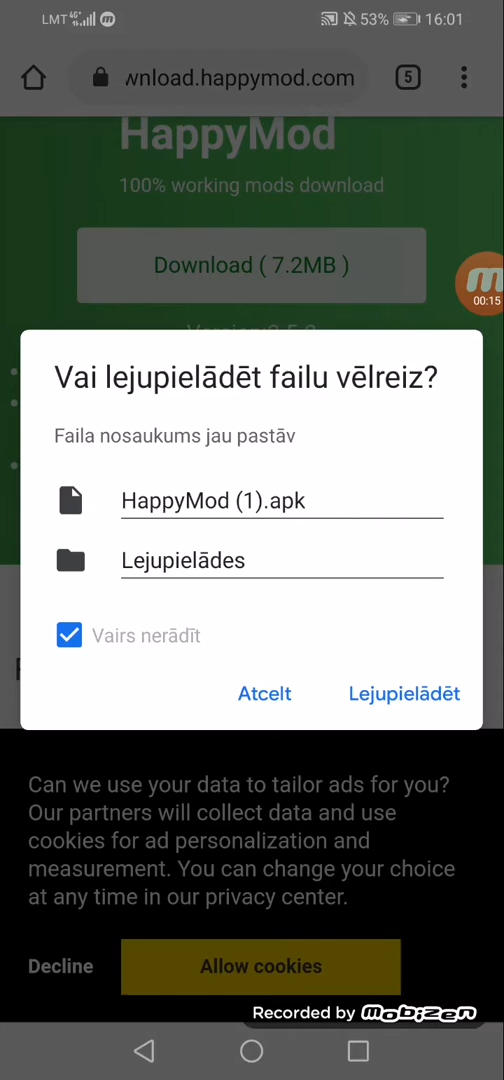 LMT 4G+ 53% 16:01
wnload.happymod.com 5
HappyMod
100% working mods download
Download ( 7.2MB )
00:15
Vai lejupielādēt failu vēlreiz?
Faila nosaukums jau pastāv
HappyMod (1).apk
Lejupielādes
Vairs nerādīt
Atcelt Lejupielādēt
Can we use your data to tailor ads for you?
Our partners will collect data and use
cookies for ad personalization and
measurement. You can change your choice
at any time in our privacy center.
Decline Allow cookies
Recorded by mobizen